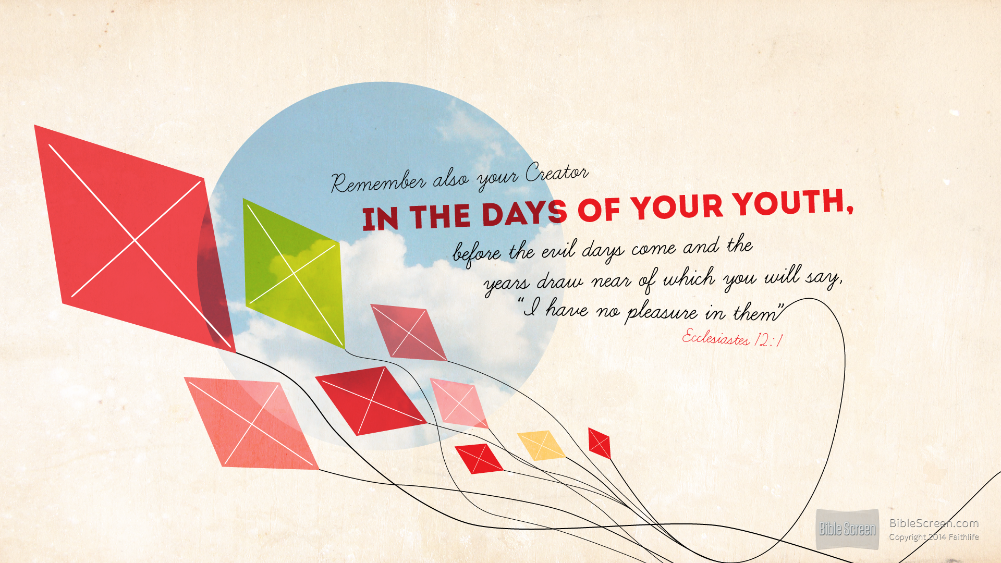 Remember also your Creator
IN THE DAYS OF YOUR YOUTH,
before the evil days come and the
years draw near of which you will say,
“I have no pleasure in them”
Ecclesiastes 12:1
Bible Screen
BibleScreen.com
Copyright 2014 Faithlife